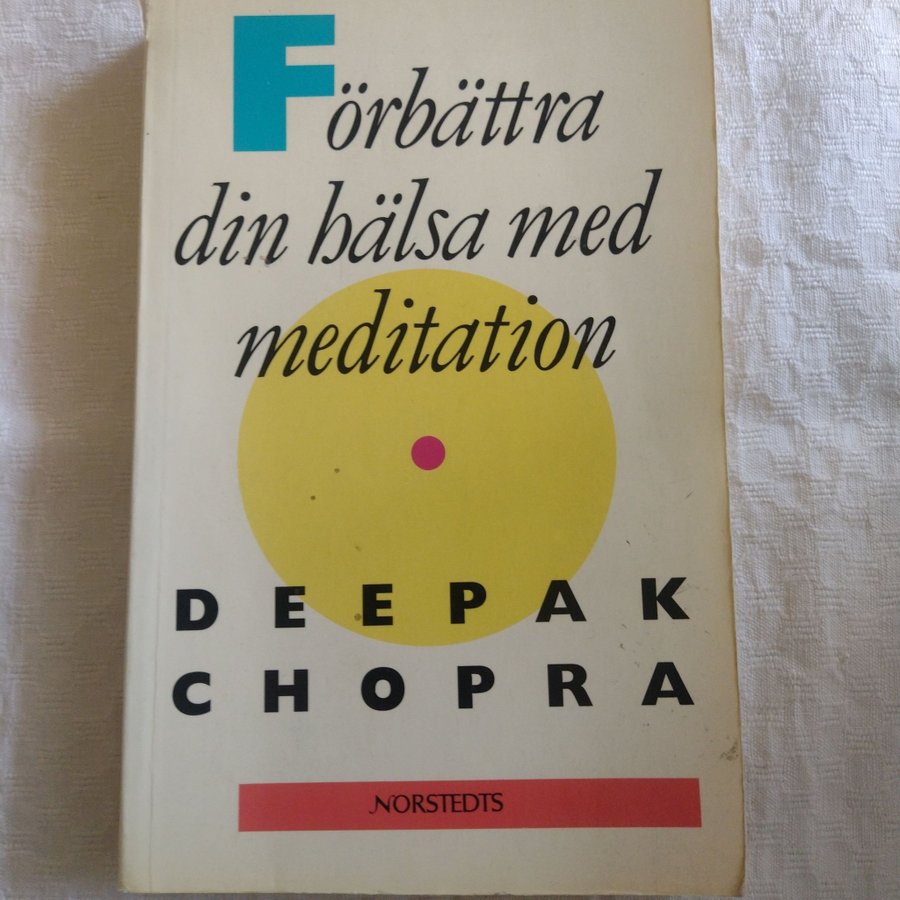 Förbättra
din hälsa med
meditation
DEEPAK
CHOPRA
NORSTEDTS